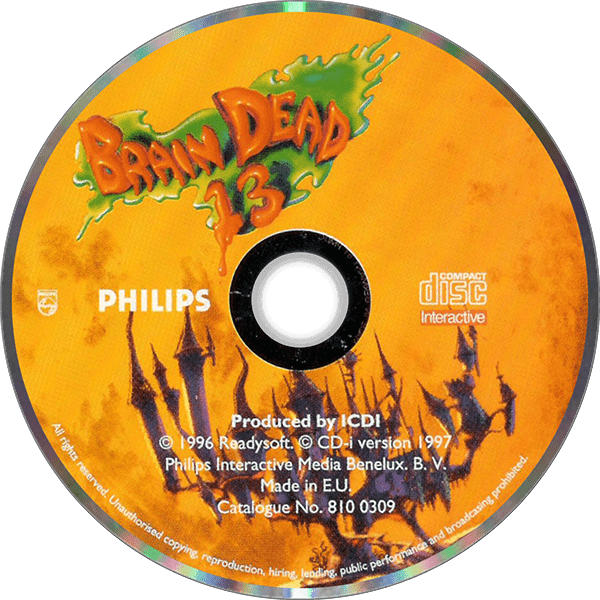 BRAIN DEAD
13
PHILIPS
PHILIPS
COMPACT
disc
Interactive
Produced by ICDI
© 1996 Readysoft. © CD-i version 1997
Philips Interactive Media Benelux. B. V.
Made in E.U.
Catalogue No. 810 0309
All rights reserved. Unauthorised copying, reproduction, hiring, lending, public performance and broadcasting prohibited.